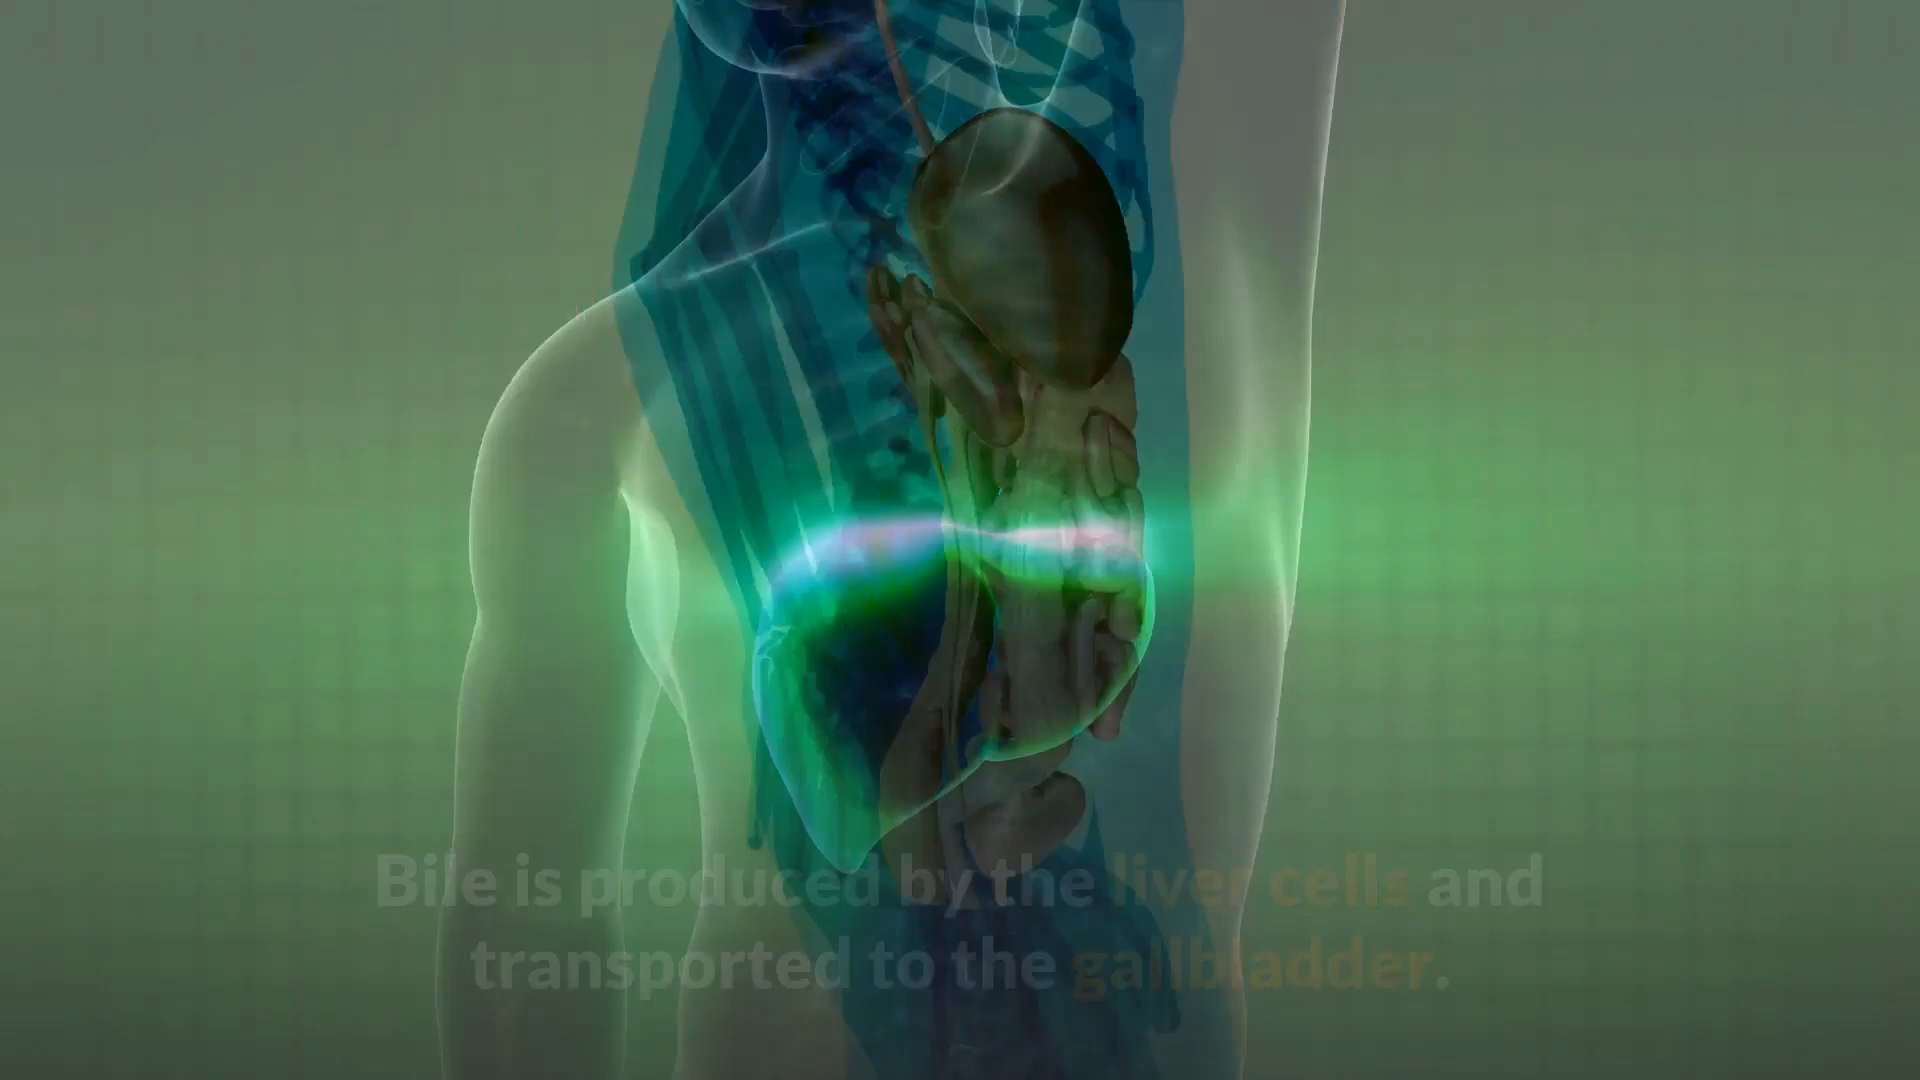 Bile is produced by the liver cells and
transported to the gallbladder.